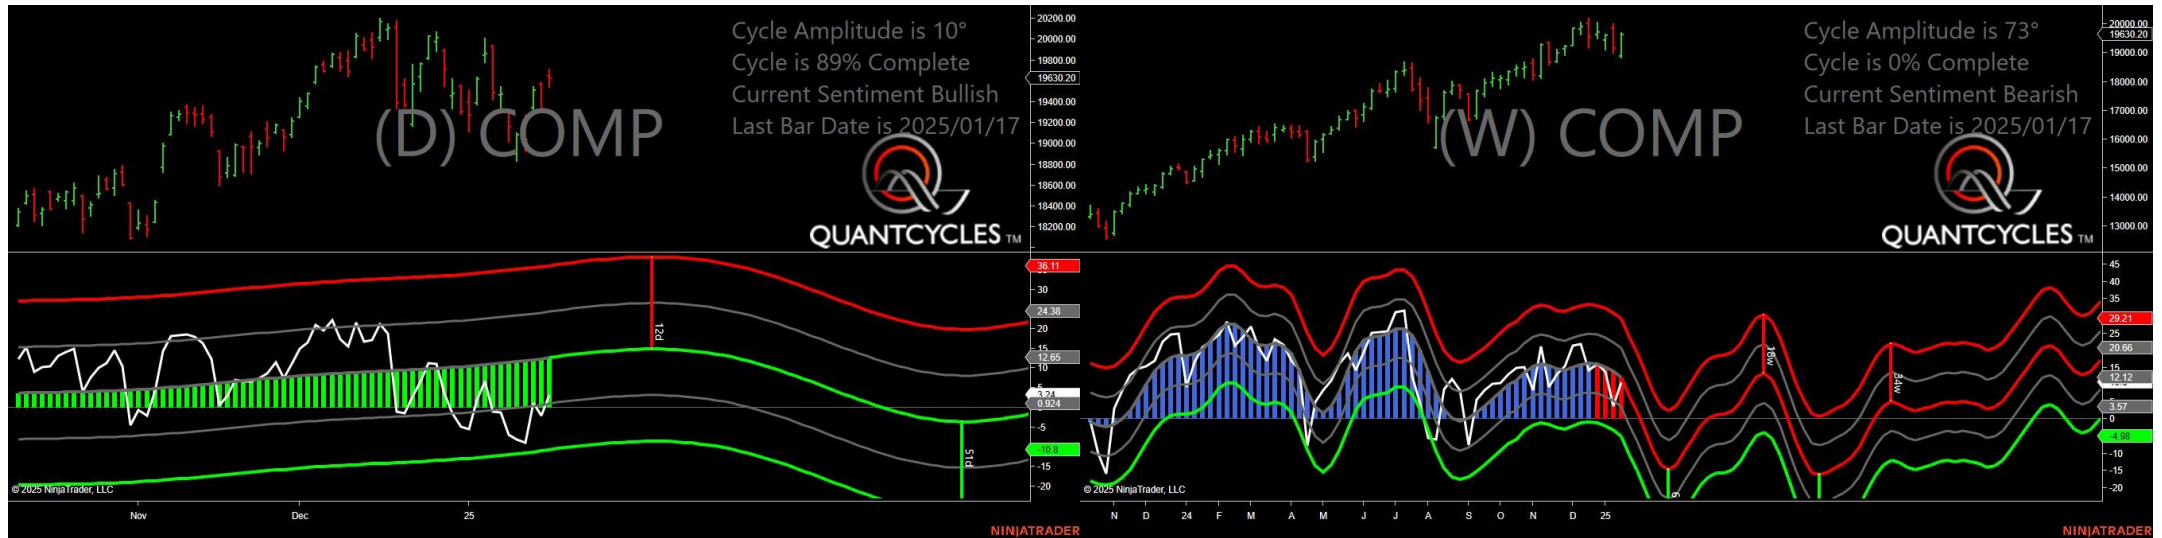 Cycle Amplitude is 10°
Cycle is 89% Complete
Current Sentiment Bullish
Last Bar Date is 2025/01/17
(D) COMP
QUANTCYCLES TM
20200.00
20000.00
19800.00
19630.20
19400.00
19200.00
19000.00
18800.00
18600.00
18400.00
18200.00
36.11
30
24.38
20
15
12.65
10
3.24
0.924
-5
-10.8
-15
-20
12d
51d
© 2025 NinjaTrader, LLC
Nov
Dec
25
NINJATRADER
Cycle Amplitude is 73°
Cycle is 0% Complete
Current Sentiment Bearish
Last Bar Date is 2025/01/17
(W) COMP
QUANTCYCLES TM
20000.00
19630.20
19000.00
18000.00
17000.00
16000.00
15000.00
14000.00
13000.00
45
40
35
29.21
25
20.66
15
12.12
5
3.57
0
-4.98
-10
-15
-20
18w
34w
6
© 2025 NinjaTrader, LLC
N D 24 F M A M J J A S O N D 25
NINJATRADER